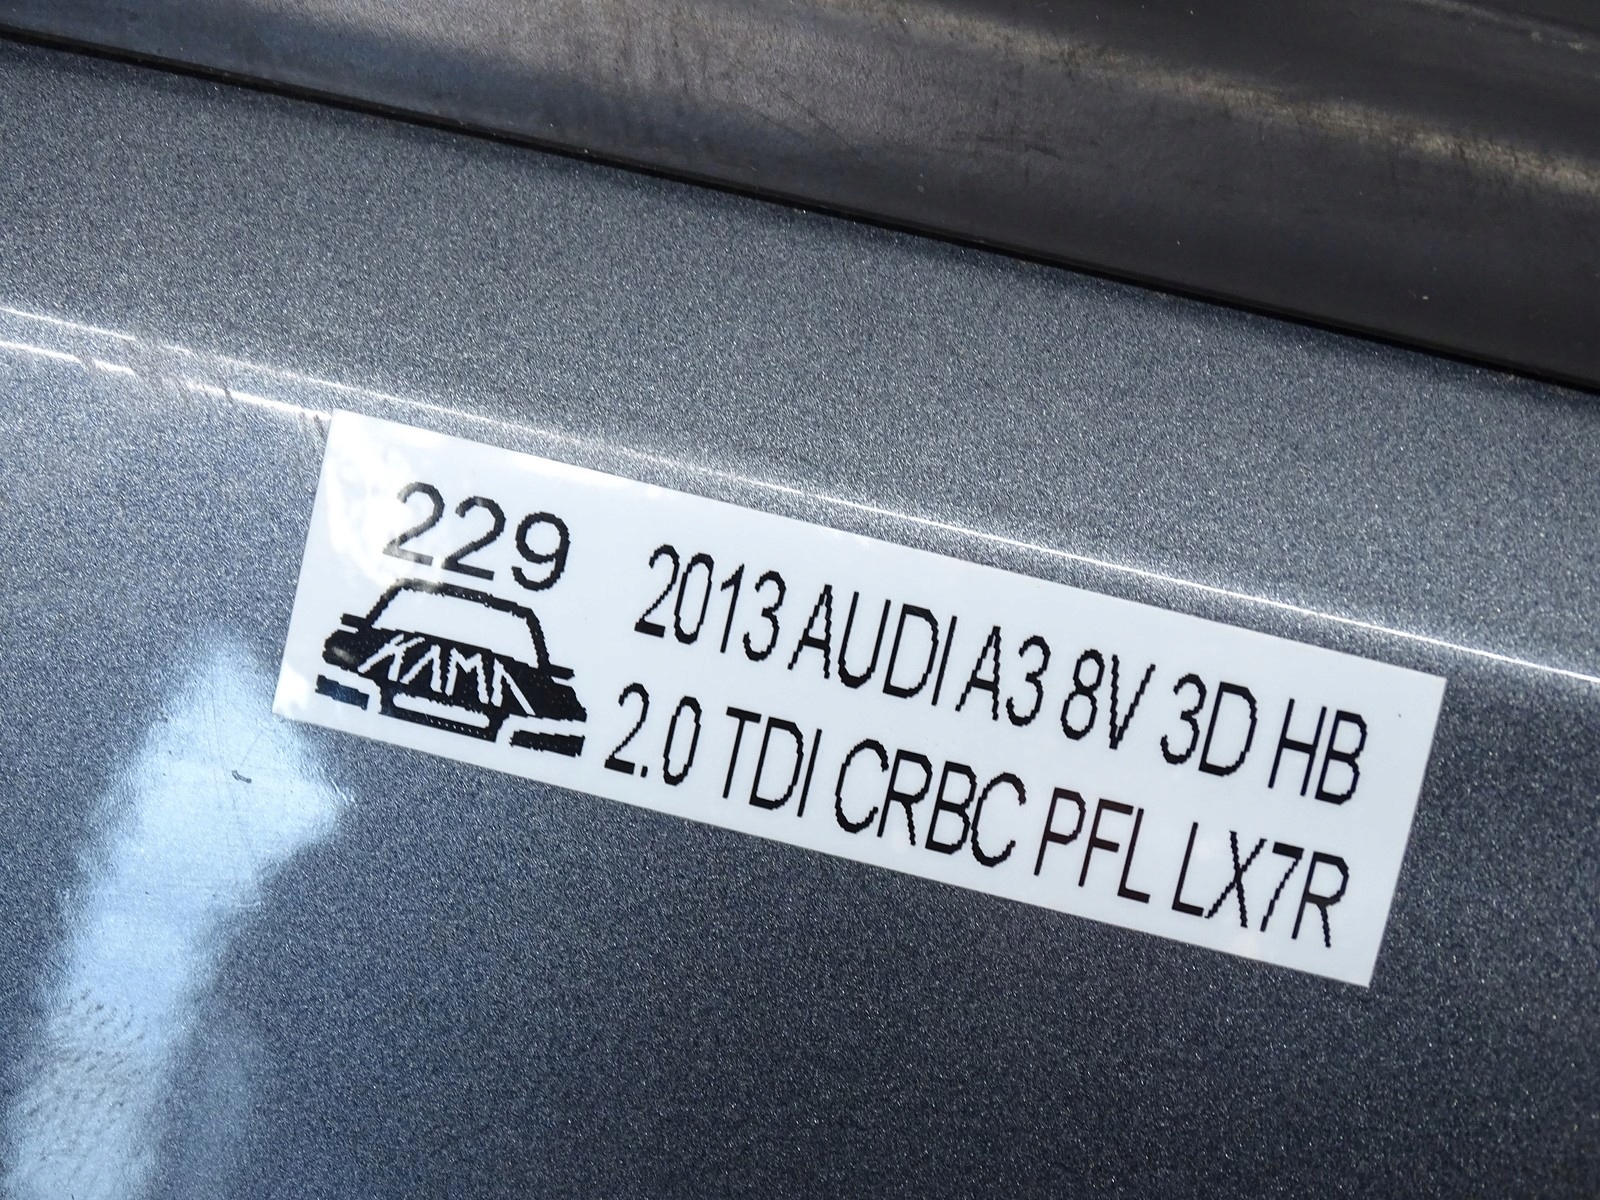 229
KAMA
2013 AUDI A3 8V 3D HB
2.0 TDI CRBC PFL LX7R